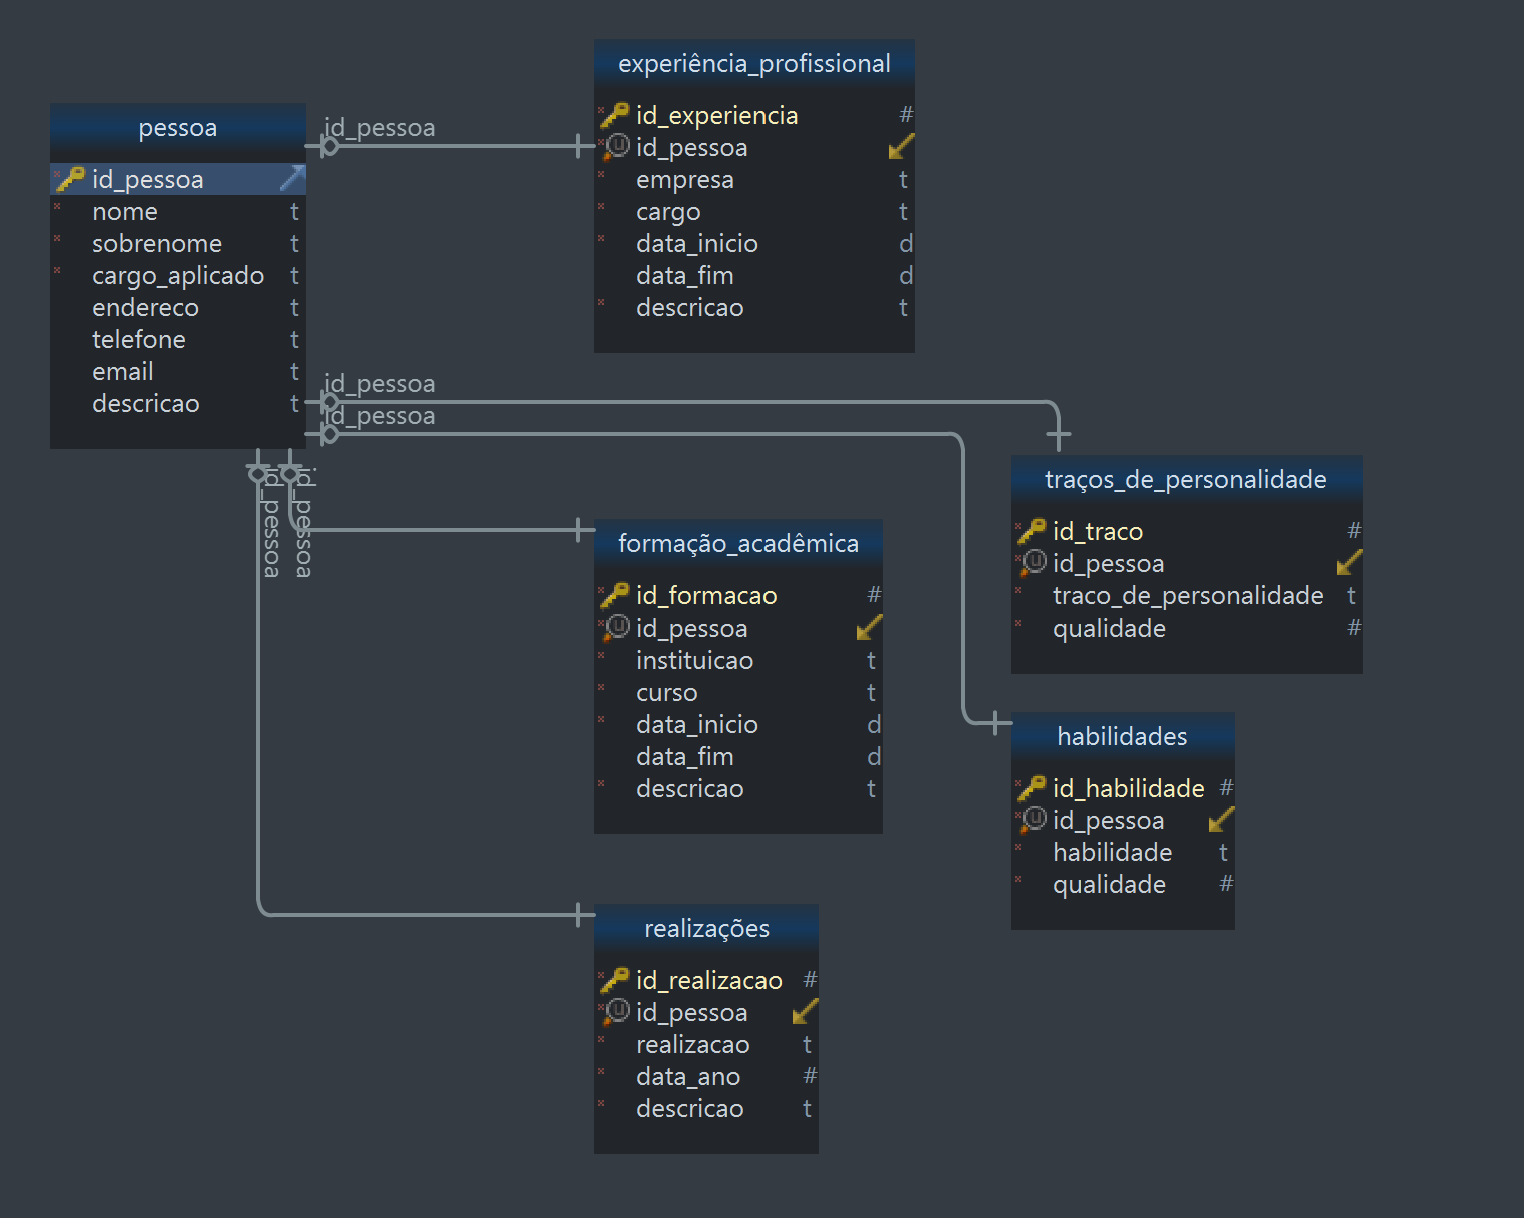 pessoa
id_pessoa
nome t
sobrenome t
cargo_aplicado t
endereco t
telefone t
email t
descricao t
id_pessoa
experiência_profissional
id_experiencia #
id_pessoa
empresa t
cargo t
data_inicio d
data_fim d
descricao t
id_pessoa
id_pessoa
id_pessoa
id_pessoa
traços_de_personalidade
id_traco #
id_pessoa
traco_de_personalidade t
qualidade #
formação_acadêmica
id_formacao #
id_pessoa
instituicao t
curso t
data_inicio d
data_fim d
descricao t
habilidades
id_habilidade #
id_pessoa
habilidade t
qualidade #
realizações
id_realizacao #
id_pessoa
realizacao t
data_ano #
descricao t